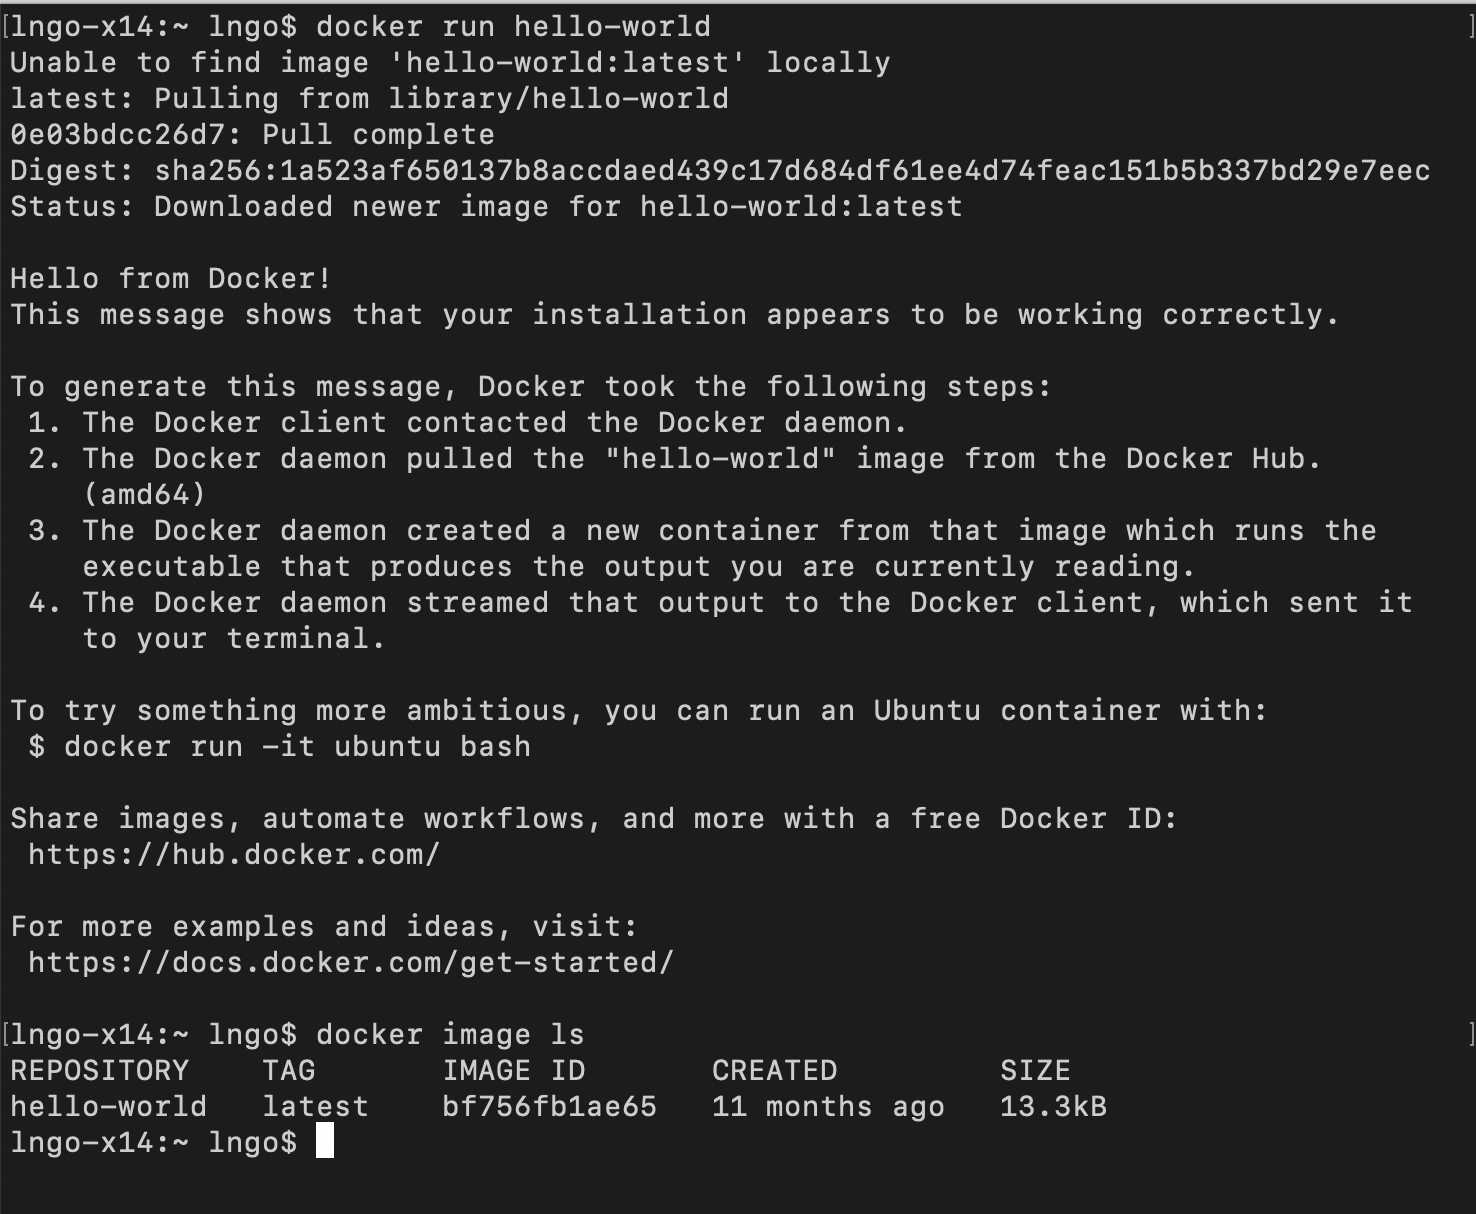 [lngo-x14:~ lngo$ docker run hello-world ]
Unable to find image 'hello-world:latest' locally
latest: Pulling from library/hello-world
0e03bdcc26d7: Pull complete
Digest: sha256:1a523af650137b8accdaed439c17d684df61ee4d74feac151b5b337bd29e7eec
Status: Downloaded newer image for hello-world:latest

Hello from Docker!
This message shows that your installation appears to be working correctly.

To generate this message, Docker took the following steps:
 1. The Docker client contacted the Docker daemon.
 2. The Docker daemon pulled the "hello-world" image from the Docker Hub.
    (amd64)
 3. The Docker daemon created a new container from that image which runs the
    executable that produces the output you are currently reading.
 4. The Docker daemon streamed that output to the Docker client, which sent it
    to your terminal.

To try something more ambitious, you can run an Ubuntu container with:
 $ docker run -it ubuntu bash

Share images, automate workflows, and more with a free Docker ID:
 https://hub.docker.com/

For more examples and ideas, visit:
 https://docs.docker.com/get-started/

[lngo-x14:~ lngo$ docker image ls ]
REPOSITORY    TAG       IMAGE ID       CREATED         SIZE
hello-world   latest    bf756fb1ae65   11 months ago   13.3kB
lngo-x14:~ lngo$